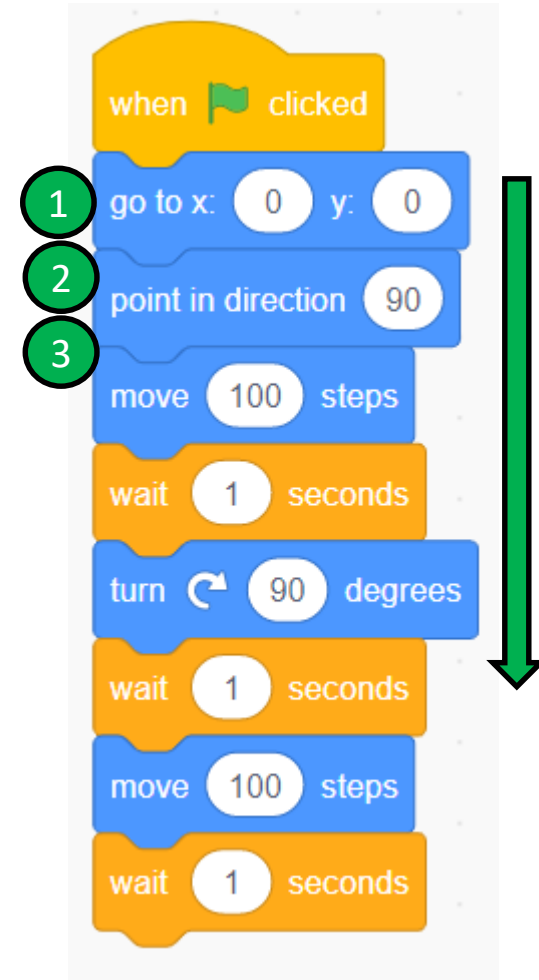 when clicked
1 go to x: 0 y: 0
2 point in direction 90
3
move 100 steps
wait 1 seconds
turn 90 degrees
wait 1 seconds
move 100 steps
wait 1 seconds